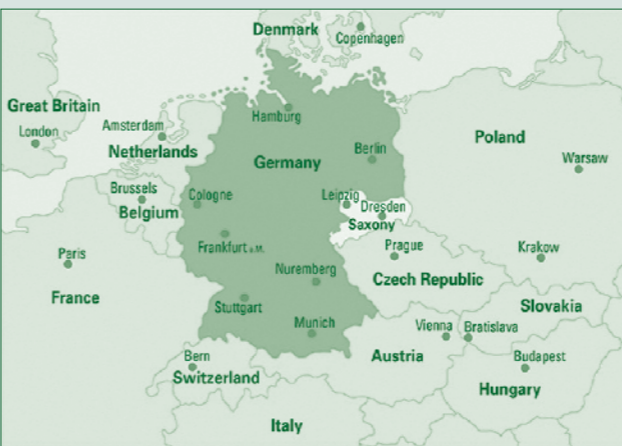 Denmark
Copenhagen
Great Britain
London
Amsterdam
Netherlands
Hamburg
Germany
Berlin
Poland
Warsaw
Brussels
Belgium
Cologne
Leipzig
Dresden
Saxony
Paris
France
Frankfurt a.M.
Prague
Krakow
Nuremberg
Czech Republic
Stuttgart
Munich
Slovakia
Vienna
Bratislava
Bern
Switzerland
Austria
Budapest
Hungary
Italy